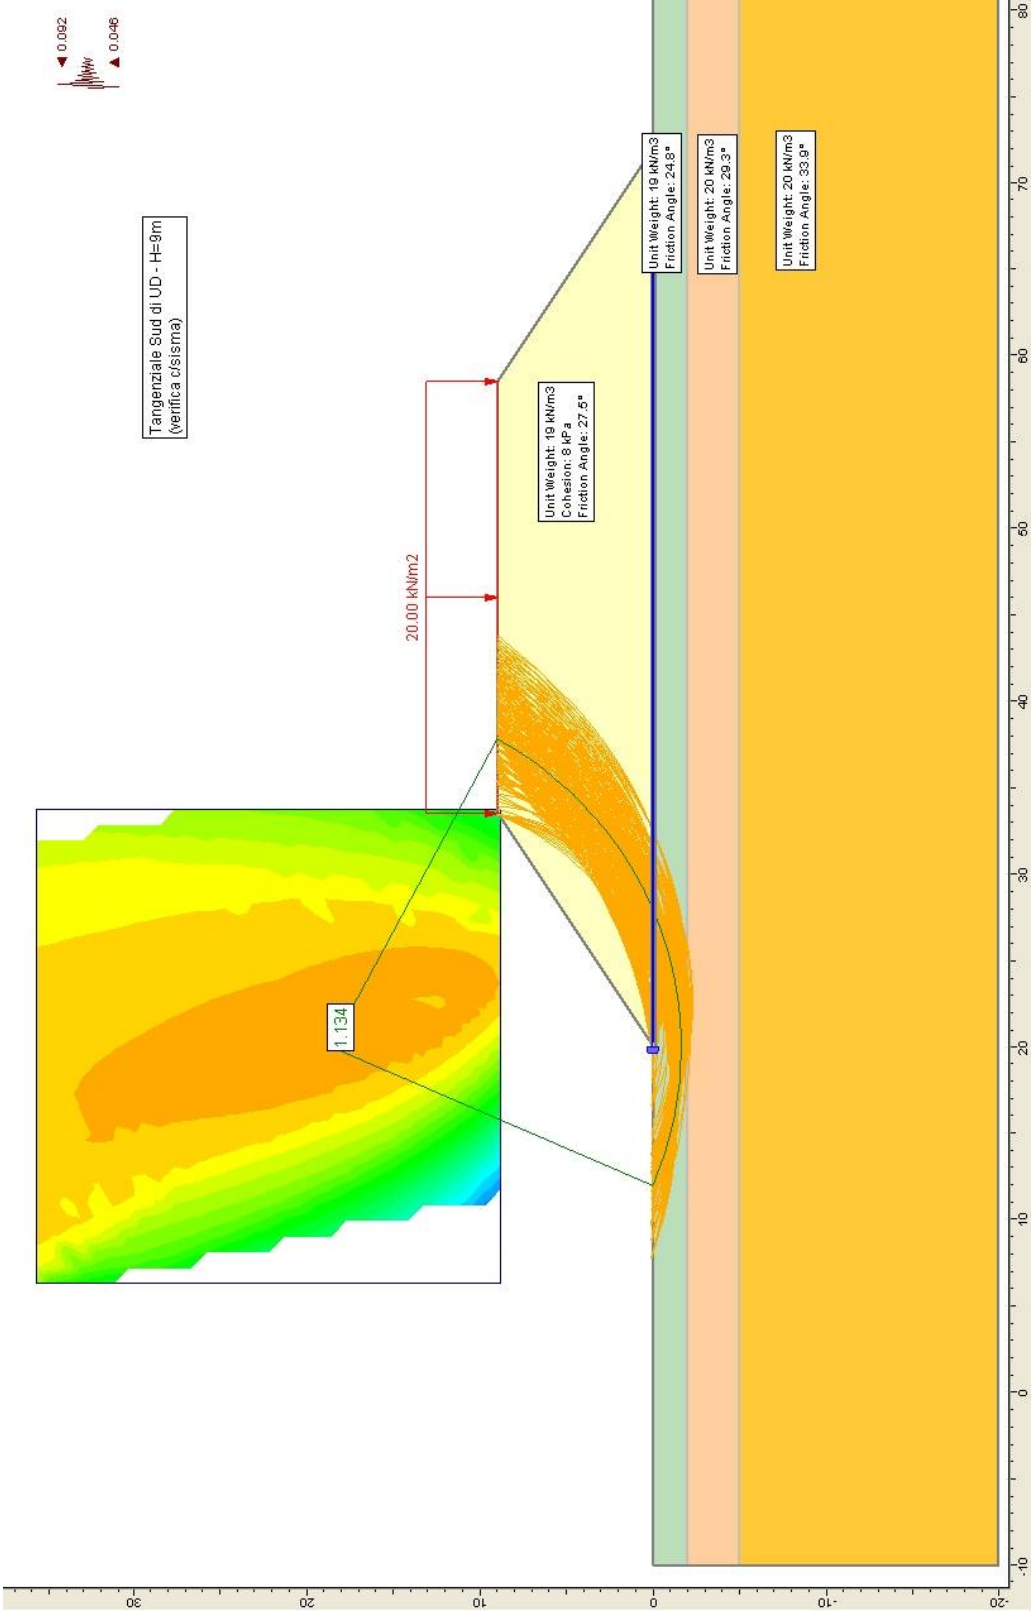 0.092
0.046
Tangenziale Sud di UD - H=9m
(verifica c/sisma)
20.00 kN/m2
1.134
Unit Weight: 19 kN/m3
Cohesion: 8 kPa
Friction Angle: 27.5°
Unit Weight: 19 kN/m3
Friction Angle: 24.8°
Unit Weight: 20 kN/m3
Friction Angle: 29.3°
Unit Weight: 20 kN/m3
Friction Angle: 33.9°
30
20
10
0
-10
-20
-10
0
10
20
30
40
50
60
70
80